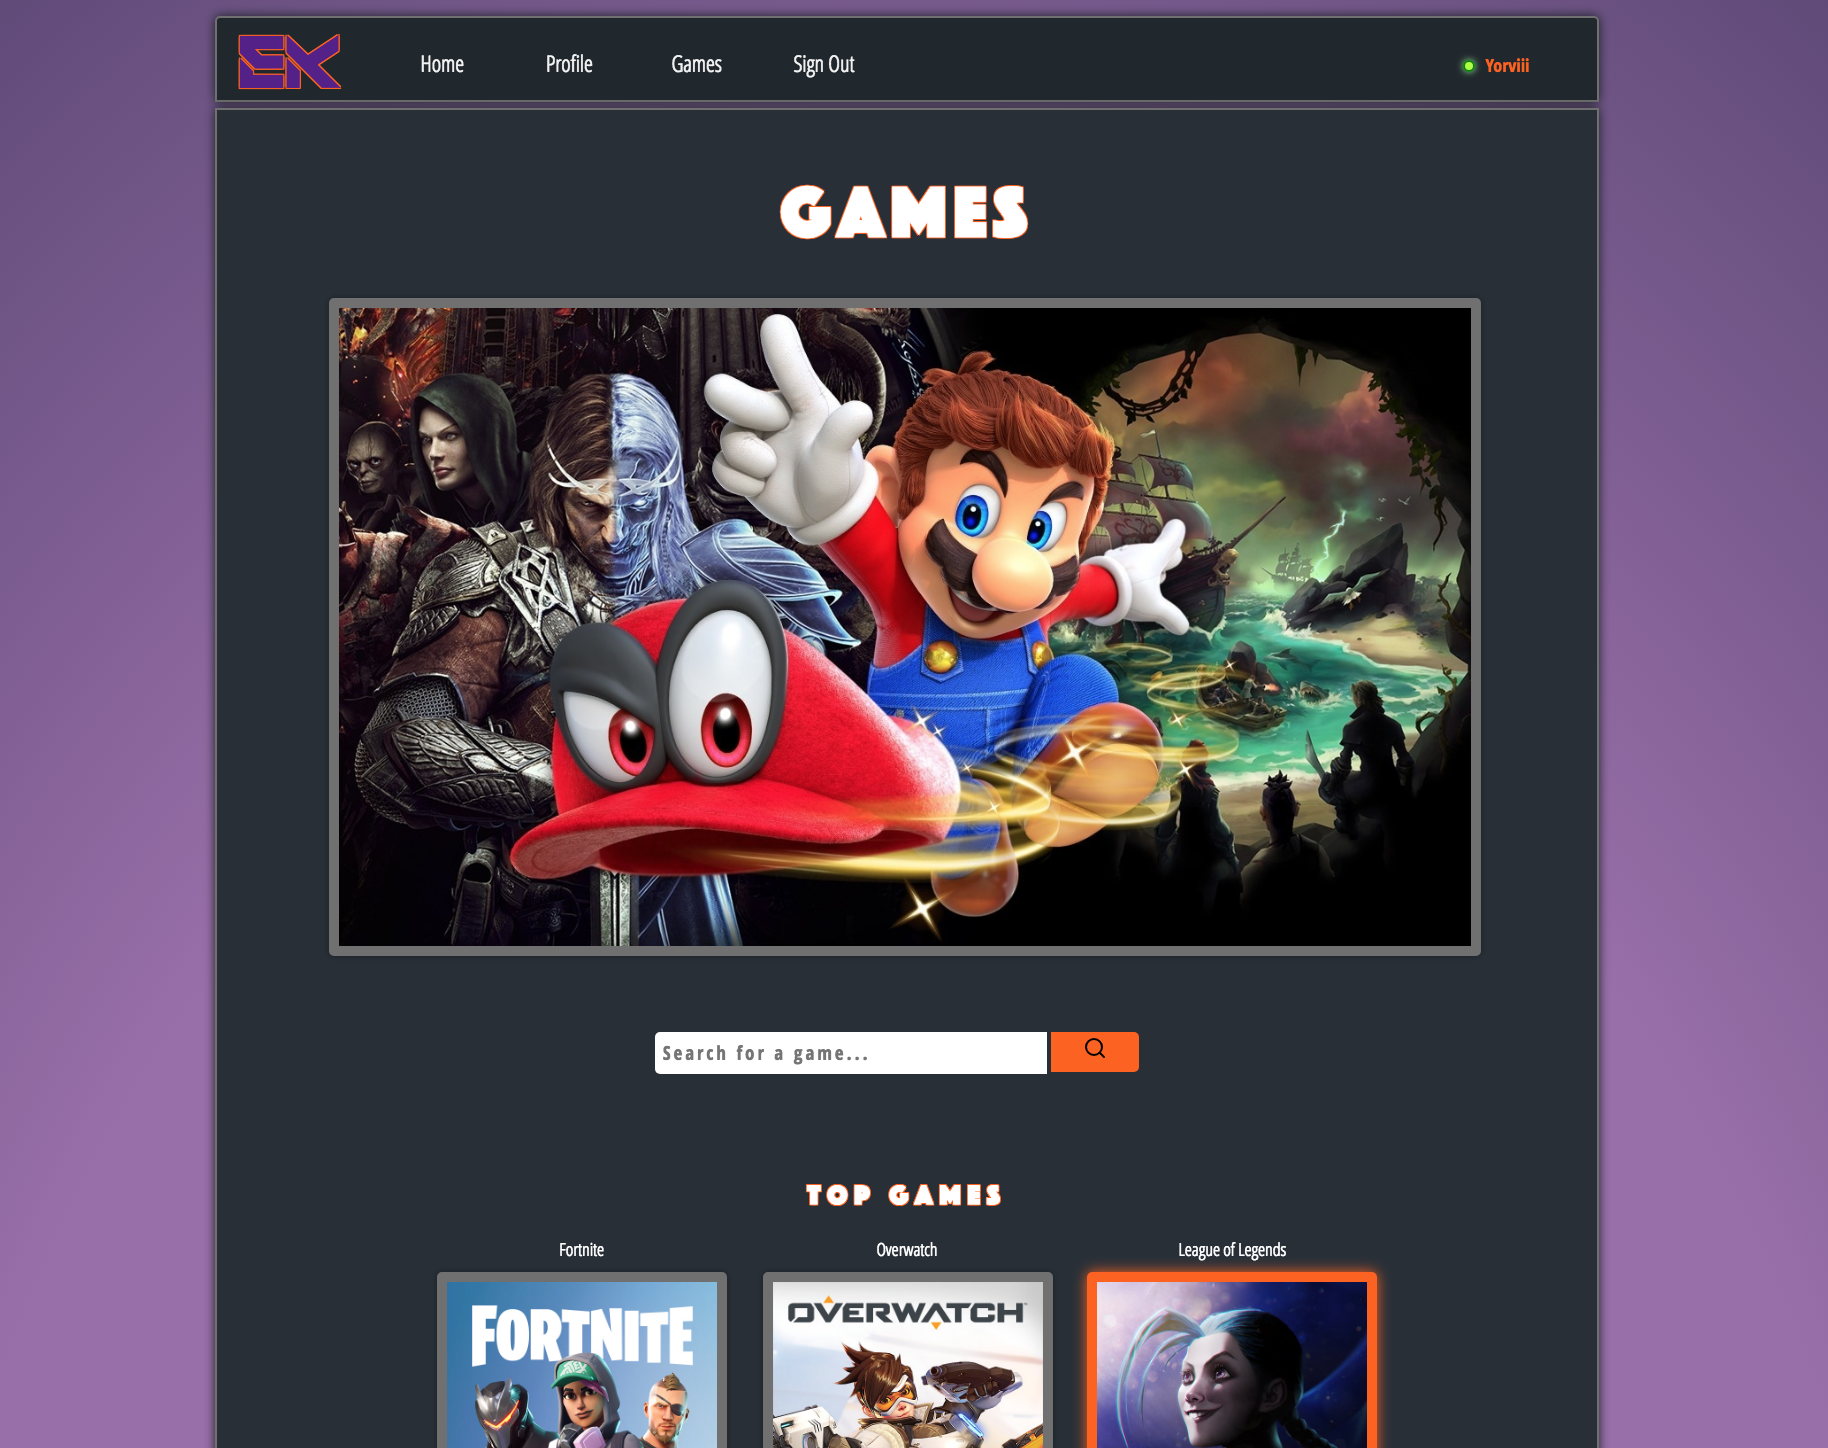 EK
Home Profile Games Sign Out Yorviii
GAMES
Search for a game...
TOP GAMES
Fortnite Overwatch League of Legends
FORTNITE OVERWATCH